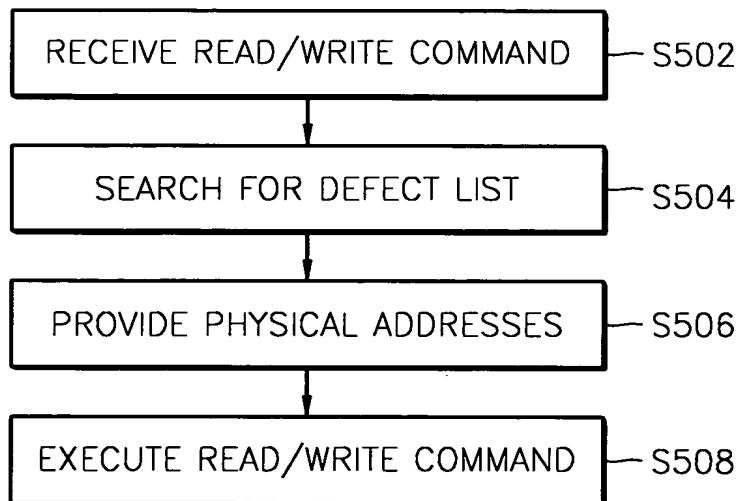 RECEIVE READ/WRITE COMMAND S502
SEARCH FOR DEFECT LIST S504
PROVIDE PHYSICAL ADDRESSES S506
EXECUTE READ/WRITE COMMAND S508